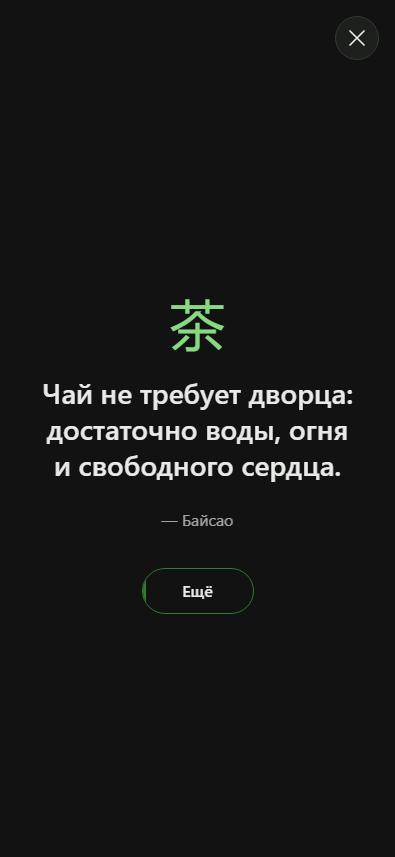 茶
Чай не требует дворца:
достаточно воды, огня
и свободного сердца.
— Байсао
Ещё